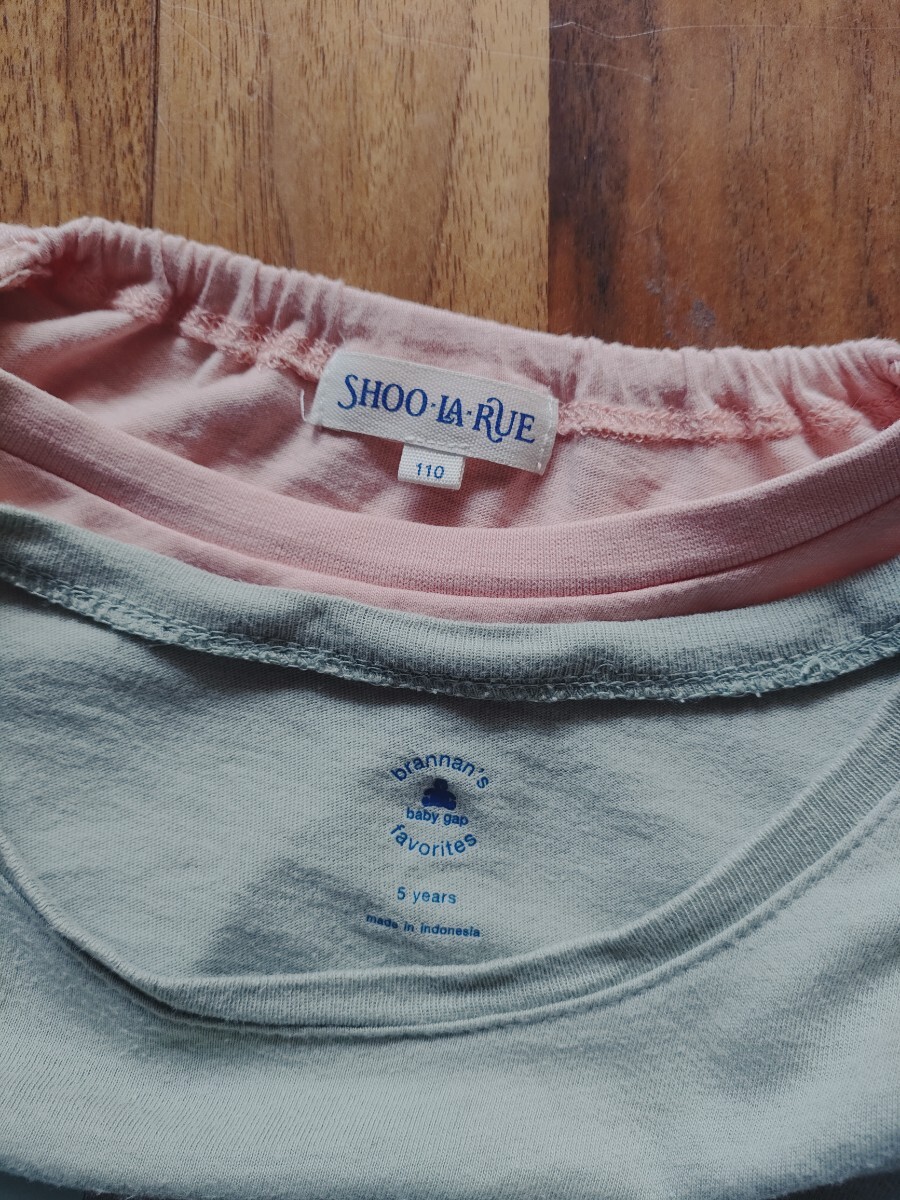 SHOO·LA·RUE
110
brannan's
baby gap
favorites
5 years
made in indonesia